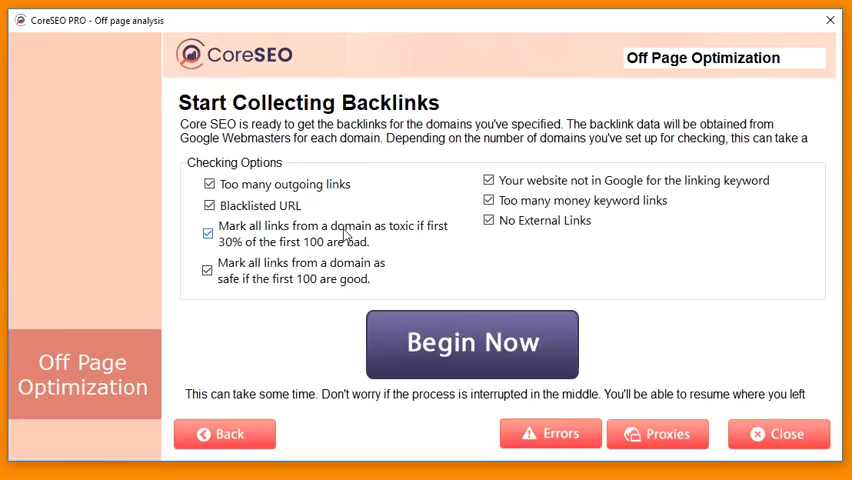 CoreSEO PRO - Off page analysis
CoreSEO
Off Page Optimization
Start Collecting Backlinks
Core SEO is ready to get the backlinks for the domains you've specified. The backlink data will be obtained from
Google Webmasters for each domain. Depending on the number of domains you've set up for checking, this can take a
Checking Options
Too many outgoing links
Blacklisted URL
Mark all links from a domain as toxic if first
30% of the first 100 are bad.
Mark all links from a domain as
safe if the first 100 are good.
Your website not in Google for the linking keyword
Too many money keyword links
No External Links
Begin Now
Off Page
Optimization
This can take some time. Don't worry if the process is interrupted in the middle. You'll be able to resume where you left
Back
Errors
Proxies
Close